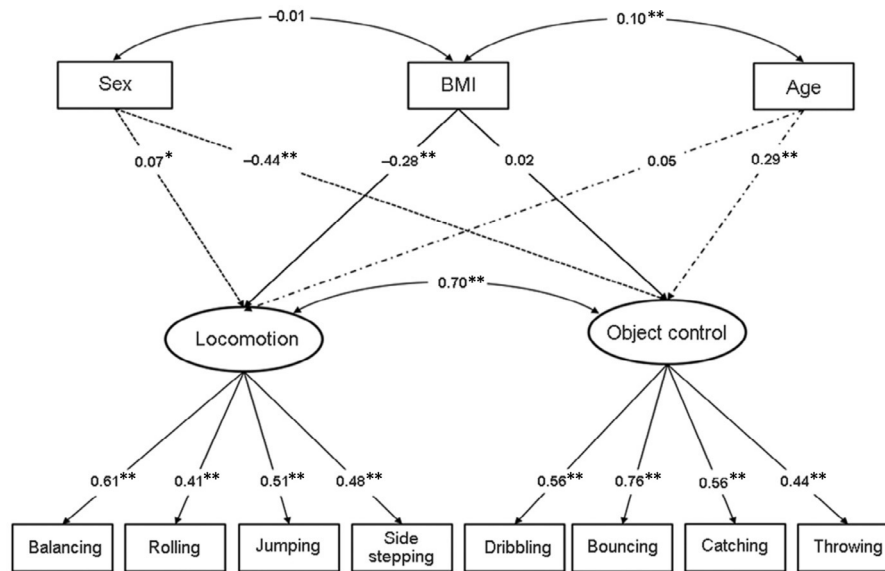 –0.01
0.10**
Sex
BMI
Age
0.07*
–0.44**
–0.28**
0.02
0.05
0.29**
0.70**
Locomotion
Object control
0.61**
0.41**
0.51**
0.48**
0.56**
0.76**
0.56**
0.44**
Balancing
Rolling
Jumping
Side
stepping
Dribbling
Bouncing
Catching
Throwing